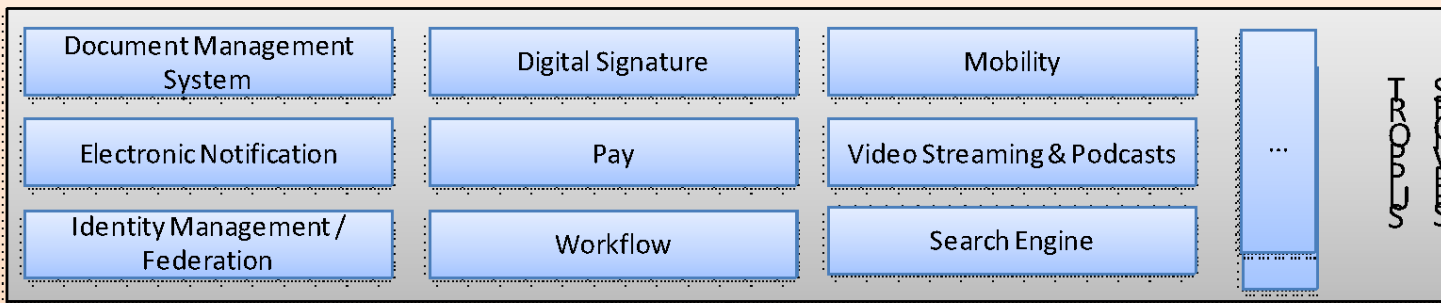 Document Management
System
Digital Signature
Mobility
Electronic Notification
Pay
Video Streaming & Podcasts
...
Identity Management /
Federation
Workflow
Search Engine
SUPPORT